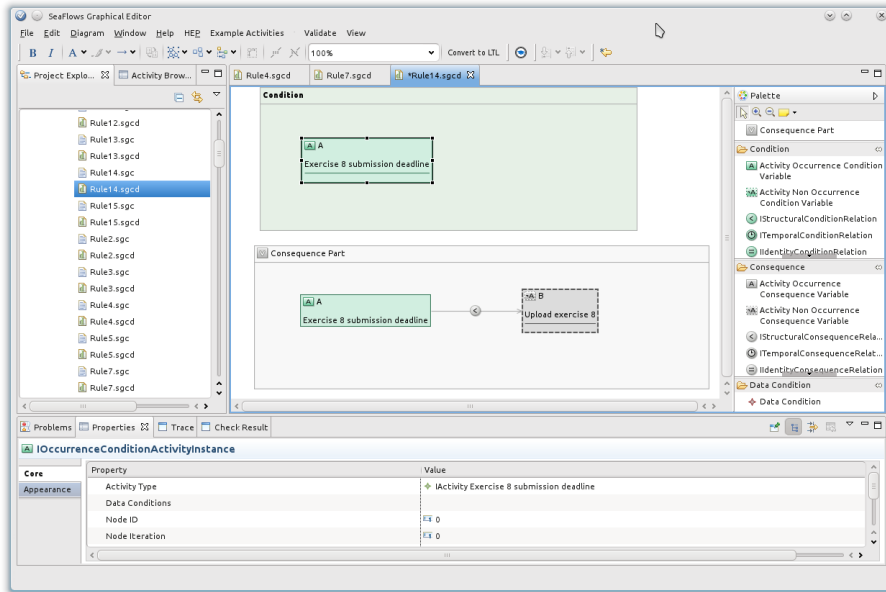 SeaFlows Graphical Editor
File Edit Diagram Window Help HEP Example Activities Validate View
B I A 100% Convert to LTL
Project Explo... Activity Brow...
Rule4.sgcd Rule7.sgcd *Rule14.sgcd
Rule12.sgcd
Rule13.sgc
Rule13.sgcd
Rule14.sgc
Rule14.sgcd
Rule15.sgc
Rule15.sgcd
Rule2.sgc
Rule2.sgcd
Rule3.sgc
Rule3.sgcd
Rule4.sgc
Rule4.sgcd
Rule5.sgc
Rule5.sgcd
Rule7.sgc
Rule7.sgcd
Condition
A A
Exercise 8 submission deadline
Consequence Part
A A
Exercise 8 submission deadline
<
A B
Upload exercise 8
Palette
Consequence Part
Condition
A Activity Occurrence Condition
Variable
A Activity Non Occurrence
Condition Variable
< IStructuralConditionRelation
ITemporalConditionRelation
= IIdentityConditionRelation
Consequence
A Activity Occurrence
Consequence Variable
A Activity Non Occurrence
Consequence Variable
< IStructuralConsequenceRela...
ITemporalConsequenceRelat...
= IIdentityConsequenceRelation
Data Condition
Data Condition
Problems Properties Trace Check Result
A IOccurrenceConditionActivityInstance
Core
Appearance
Property Value
Activity Type IActivity Exercise 8 submission deadline
Data Conditions
Node ID 0
Node Iteration 0